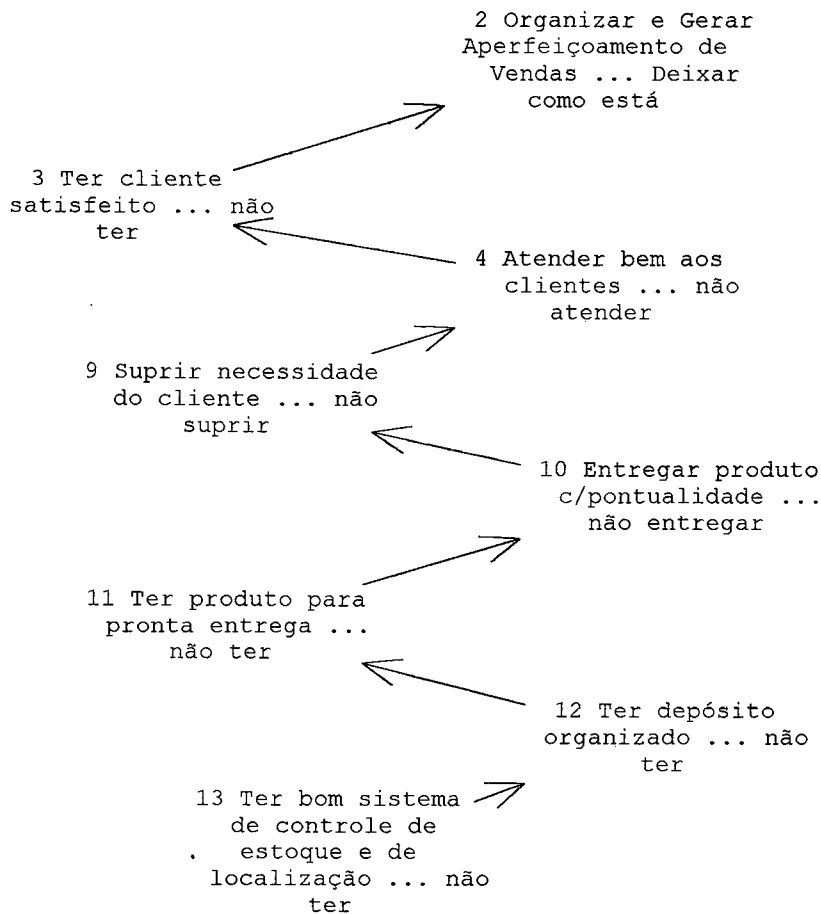 2 Organizar e Gerar
Aperfeiçoamento de
Vendas ... Deixar
como está
3 Ter cliente
satisfeito ... não
ter
4 Atender bem aos
clientes ... não
atender
9 Suprir necessidade
do cliente ... não
suprir
10 Entregar produto
c/pontualidade ...
não entregar
11 Ter produto para
pronta entrega ...
não ter
12 Ter depósito
organizado ... não
ter
13 Ter bom sistema
de controle de
estoque e de
localização ... não
ter